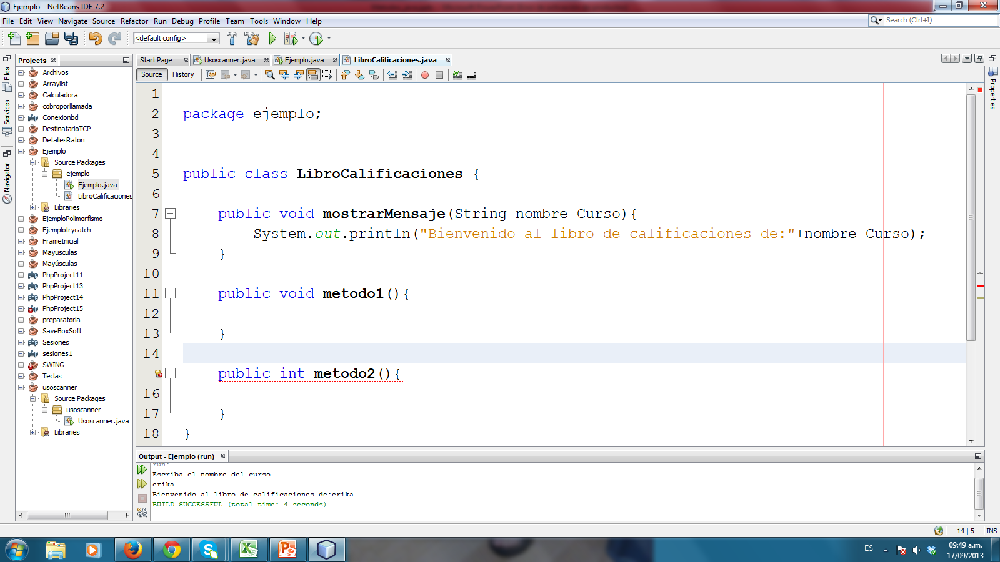 Ejemplo - NetBeans IDE 7.2
File Edit View Navigate Source Refactor Run Debug Profile Team Tools Window Help
Search (Ctrl+I)
<default config>
Files
Services
Navigator
Projects
Archivos
Arraylist
Calculadora
cobroporllamada
Conexionbd
DestinatarioTCP
DetallesRaton
Ejemplo
Source Packages
ejemplo
Ejemplo.java
LibroCalificaciones
Libraries
EjemploPolimorfismo
Ejemplotrycatch
FrameInicial
Mayusculas
Mayúsculas
PhpProject11
PhpProject13
PhpProject14
PhpProject15
preparatoria
SaveBoxSoft
Sesiones
sesiones1
SWING
Teclas
usoscanner
Source Packages
usoscanner
Usoscanner.java
Libraries
Start Page Usoscanner.java Ejemplo.java LibroCalificaciones.java
Source History
1
2 package ejemplo;
3
4
5 public class LibroCalificaciones {
6
7 public void mostrarMensaje(String nombre_Curso){
8 System.out.println("Bienvenido al libro de calificaciones de:"+nombre_Curso);
9 }
10
11 public void metodo1(){
12
13 }
14
public int metodo2(){
16
17 }
18 }
Properties
Output - Ejemplo (run)
run:
Escriba el nombre del curso
erika
Bienvenido al libro de calificaciones de:erika
BUILD SUCCESSFUL (total time: 4 seconds)
14 | 5 INS
ES
09:49 a.m.
17/09/2013